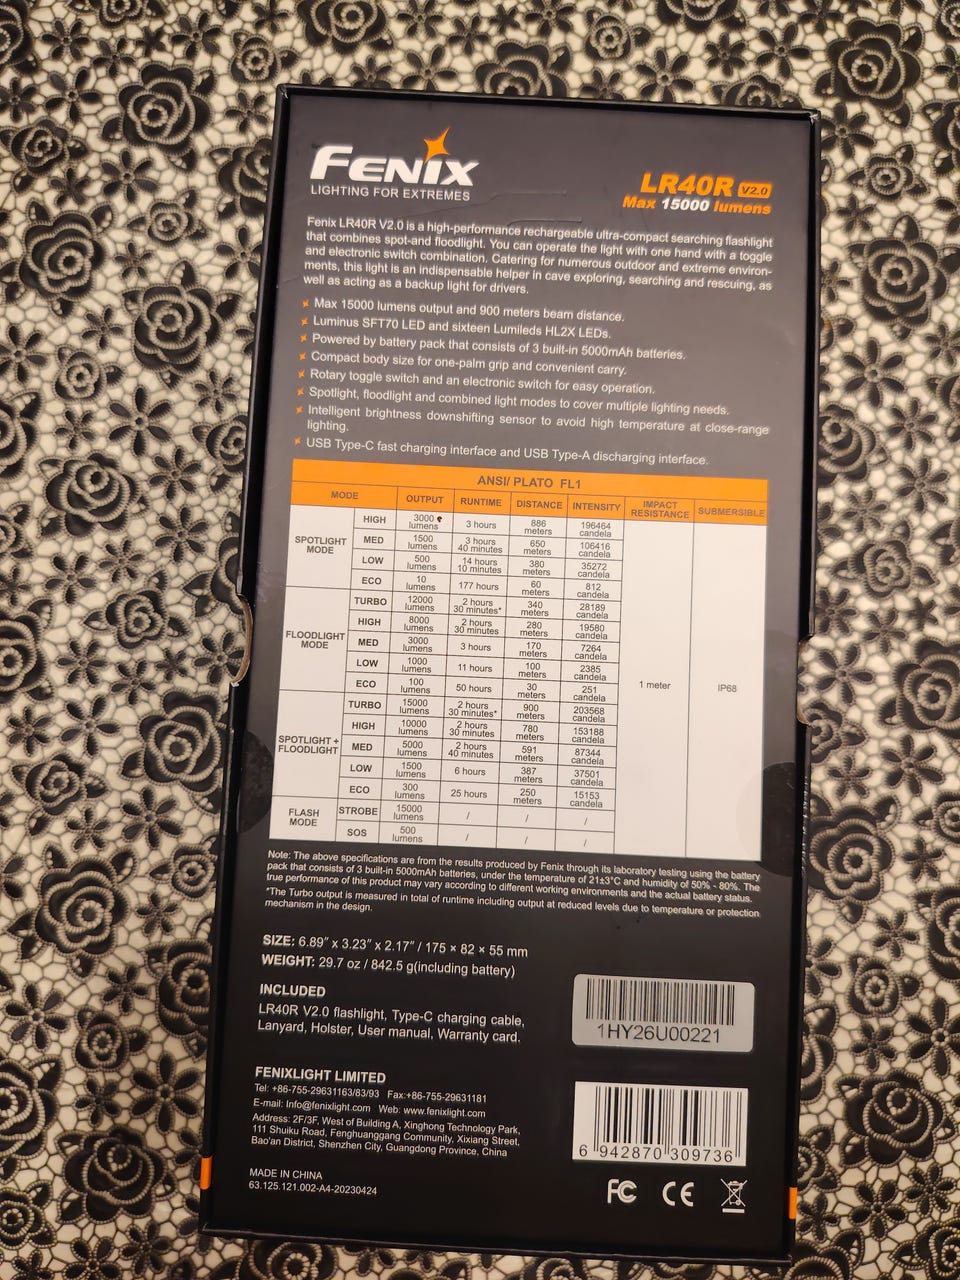 FENIX
LIGHTING FOR EXTREMES
LR40R V2.0
Max 15000 lumens
Fenix LR40R V2.0 is a high-performance rechargeable ultra-compact searching flashlight
that combines spot-and floodlight. You can operate the light with one hand with a toggle
and electronic switch combination. Catering for numerous outdoor and extreme environ-
ments, this light is an indispensable helper in cave exploring, searching and rescuing, as
well as acting as a backup light for drivers.
Max 15000 lumens output and 900 meters beam distance.
Luminus SFT70 LED and sixteen Lumileds HL2X LEDs.
Powered by battery pack that consists of 3 built-in 5000mAh batteries.
Compact body size for one-palm grip and convenient carry.
Rotary toggle switch and an electronic switch for easy operation.
Spotlight, floodlight and combined light modes to cover multiple lighting needs.
Intelligent brightness downshifting sensor to avoid high temperature at close-range
lighting.
USB Type-C fast charging interface and USB Type-A discharging interface.
ANSI/ PLATO FL1
MODE OUTPUT RUNTIME DISTANCE INTENSITY IMPACT RESISTANCE SUBMERSIBLE
SPOTLIGHT MODE
HIGH 3000 lumens 3 hours 886 meters 196464 candela
MED 1500 lumens 3 hours 40 minutes 650 meters 106416 candela
LOW 500 lumens 14 hours 10 minutes 380 meters 35272 candela
ECO 10 lumens 177 hours 60 meters 812 candela
FLOODLIGHT MODE
TURBO 12000 lumens 2 hours 30 minutes* 340 meters 28189 candela
HIGH 8000 lumens 2 hours 30 minutes 280 meters 19580 candela
MED 3000 lumens 3 hours 170 meters 7264 candela
LOW 1000 lumens 11 hours 100 meters 2385 candela
ECO 100 lumens 50 hours 30 meters 251 candela
1 meter IP68
SPOTLIGHT + FLOODLIGHT
TURBO 15000 lumens 2 hours 30 minutes* 900 meters 203568 candela
HIGH 10000 lumens 2 hours 30 minutes 780 meters 153188 candela
MED 5000 lumens 2 hours 40 minutes 591 meters 87344 candela
LOW 1500 lumens 6 hours 387 meters 37501 candela
ECO 300 lumens 25 hours 250 meters 15153 candela
FLASH MODE
STROBE 15000 lumens / / /
SOS 500 lumens / / /
Note: The above specifications are from the results produced by Fenix through its laboratory testing using the battery
pack that consists of 3 built-in 5000mAh batteries, under the temperature of 21±3°C and humidity of 50% - 80%. The
true performance of this product may vary according to different working environments and the actual battery status.
*The Turbo output is measured in total of runtime including output at reduced levels due to temperature or protection
mechanism in the design.
SIZE: 6.89″ x 3.23″ x 2.17″ / 175 × 82 × 55 mm
WEIGHT: 29.7 oz / 842.5 g(including battery)
INCLUDED
LR40R V2.0 flashlight, Type-C charging cable,
Lanyard, Holster, User manual, Warranty card.
1HY26U00221
FENIXLIGHT LIMITED
Tel: +86-755-29631163/83/93 Fax:+86-755-29631181
E-mail: Info@fenixlight.com Web: www.fenixlight.com
Address: 2F/3F, West of Building A, Xinghong Technology Park,
111 Shuiku Road, Fenghuanggang Community, Xixiang Street,
Bao'an District, Shenzhen City, Guangdong Province, China
6 942870 309736
MADE IN CHINA
63.125.121.002-A4-20230424
FC CE